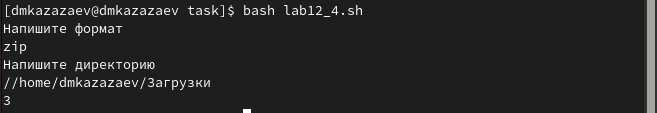 [dmkazazaev@dmkazazaev task]$ bash lab12_4.sh
Напишите формат
zip
Напишите директорию
//home/dmkazazaev/Загрузки
3